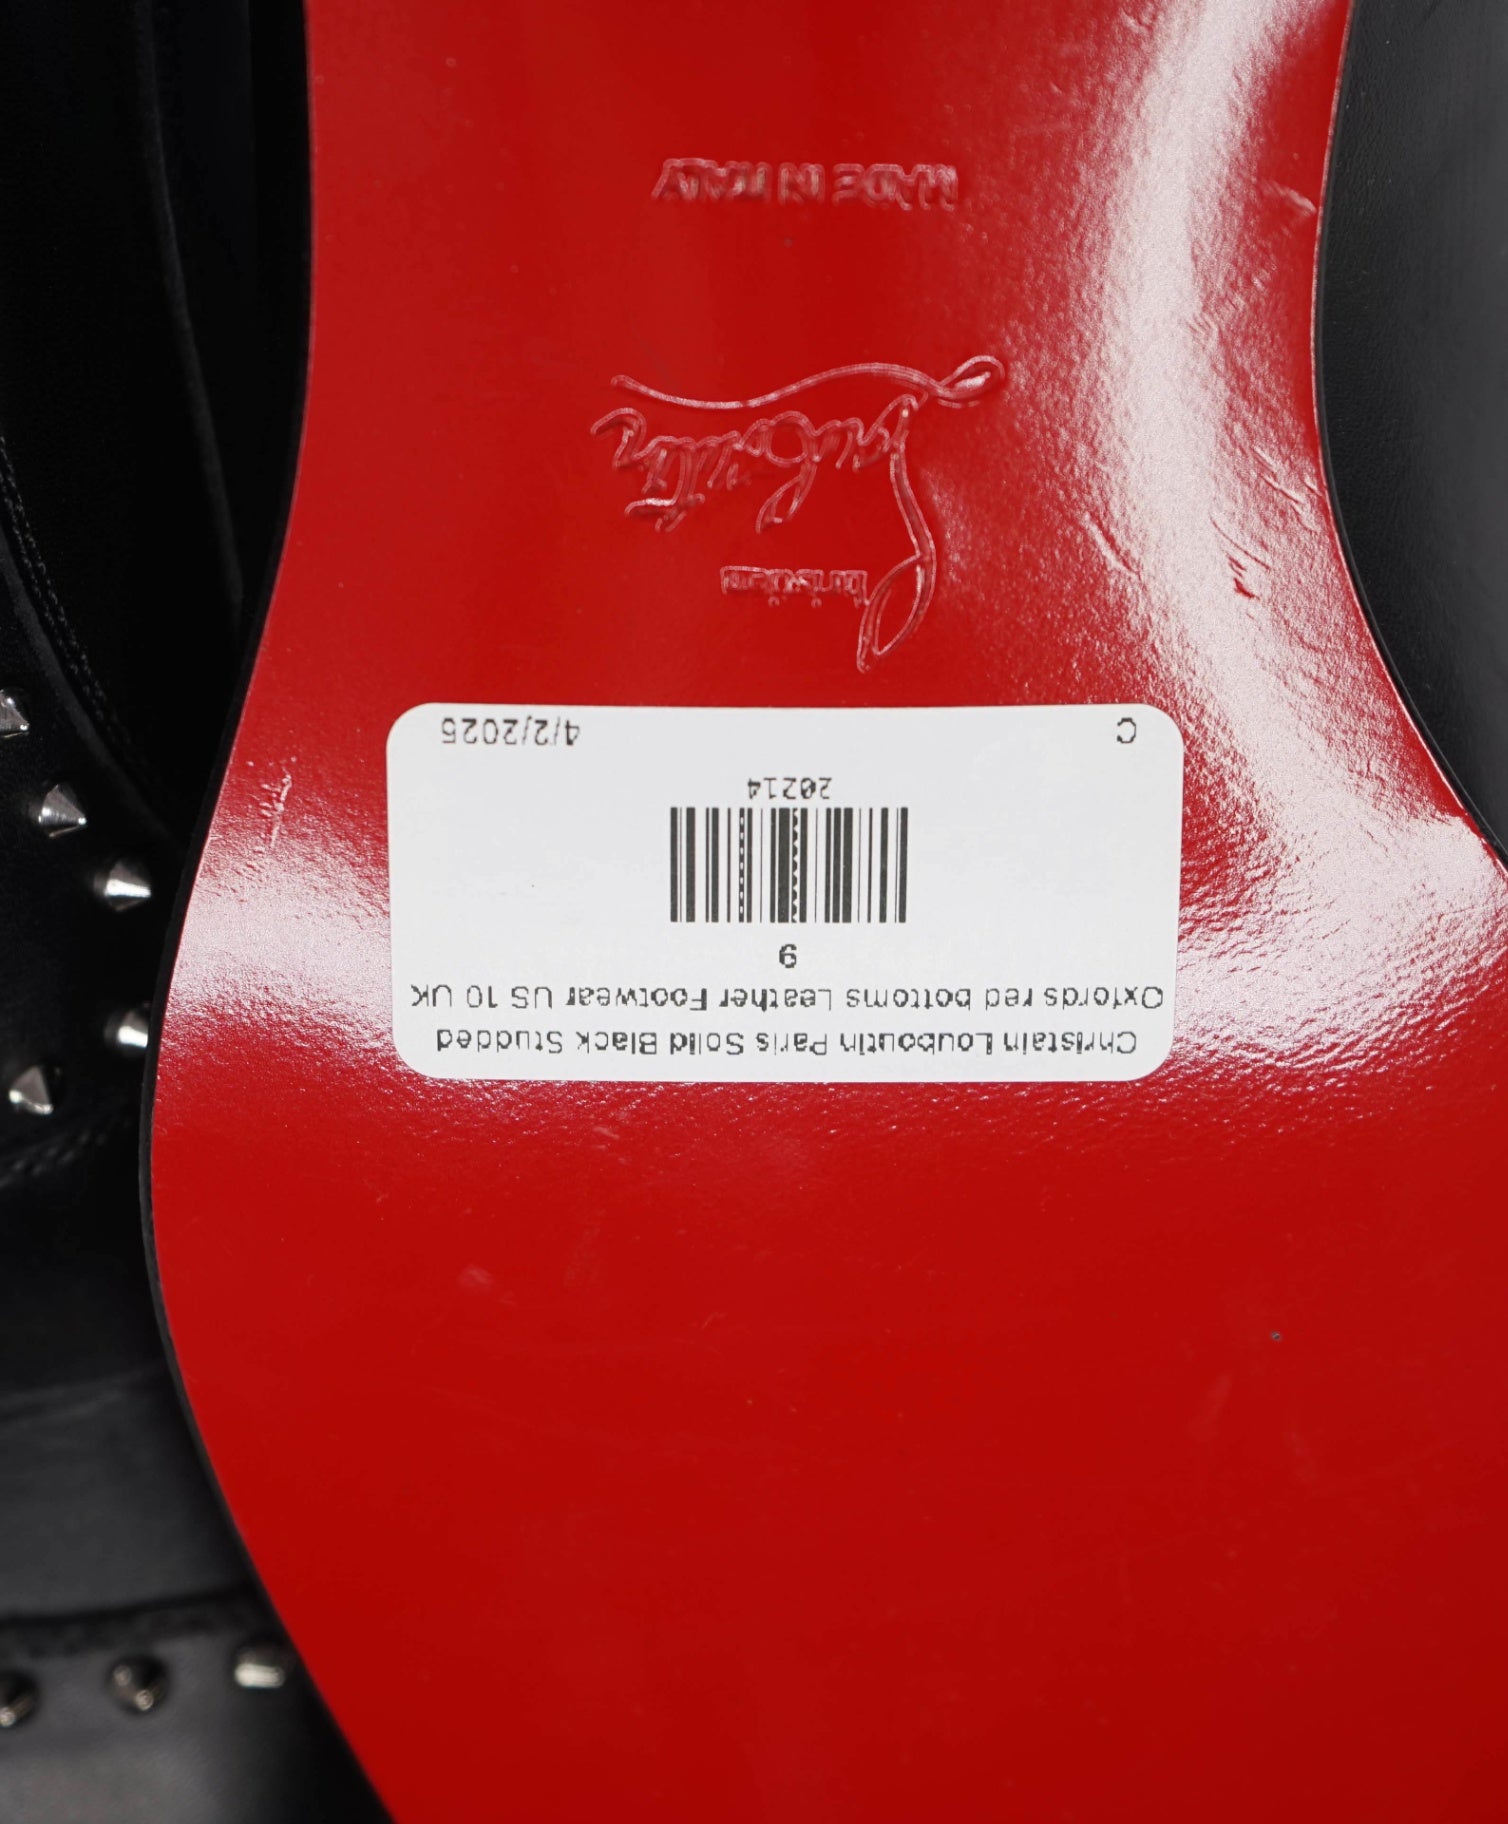 Christain Louboutin Paris Solid Black Studded
Oxfords red bottoms Leather Footwear US 10 UK
9
20214
C 4/2/2025
Christian
Louboutin
MADE IN ITALY